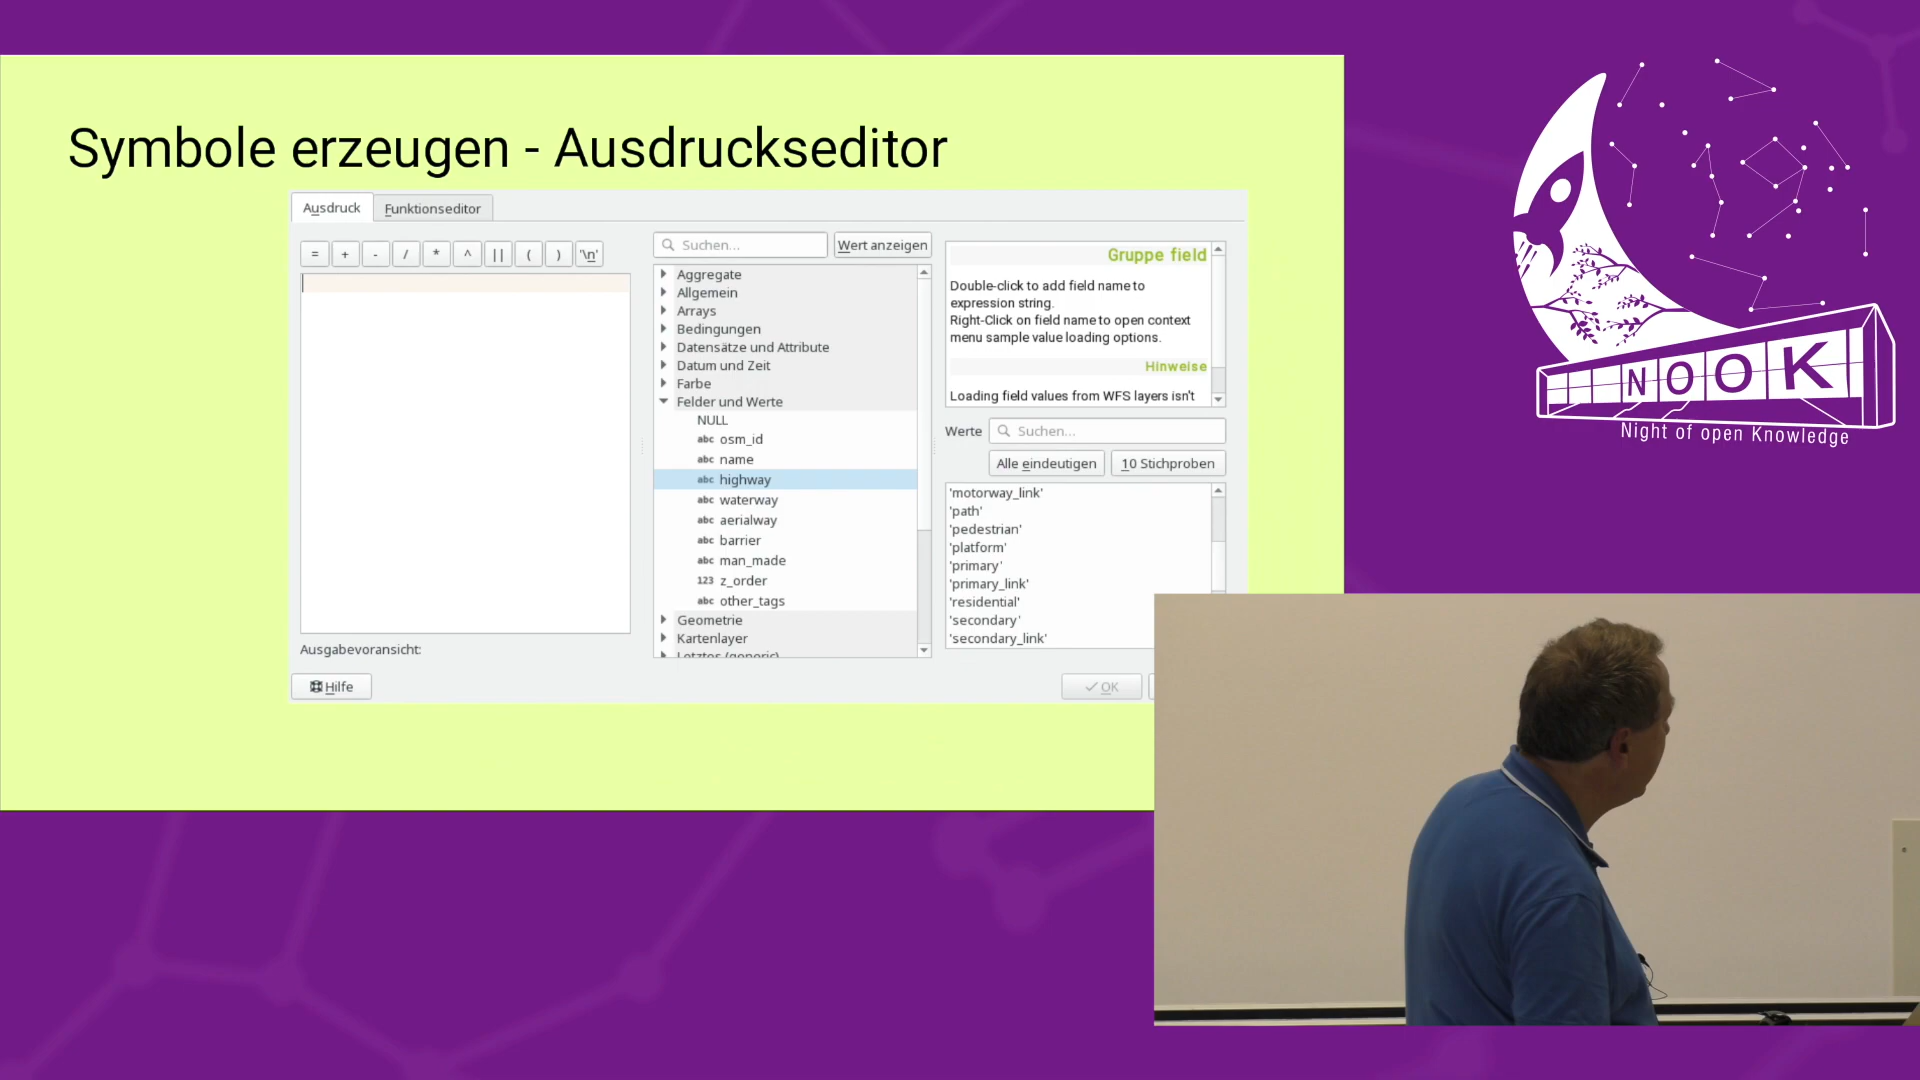 Symbole erzeugen - Ausdruckseditor
Ausdruck
Funktionseditor
= + - / * ^ || ( ) '\n'
Suchen...
Wert anzeigen
Aggregate
Allgemein
Arrays
Bedingungen
Datensätze und Attribute
Datum und Zeit
Farbe
Felder und Werte
NULL
abc osm_id
abc name
abc highway
abc waterway
abc aerialway
abc barrier
abc man_made
123 z_order
abc other_tags
Geometrie
Kartenlayer
Letztes (generic)
Gruppe field
Double-click to add field name to
expression string.
Right-Click on field name to open context
menu sample value loading options.
Hinweise
Loading field values from WFS layers isn't
Werte
Suchen...
Alle eindeutigen
10 Stichproben
'motorway_link'
'path'
'pedestrian'
'platform'
'primary'
'primary_link'
'residential'
'secondary'
'secondary_link'
Ausgabevoransicht:
Hilfe
OK
NOOK
Night of open Knowledge